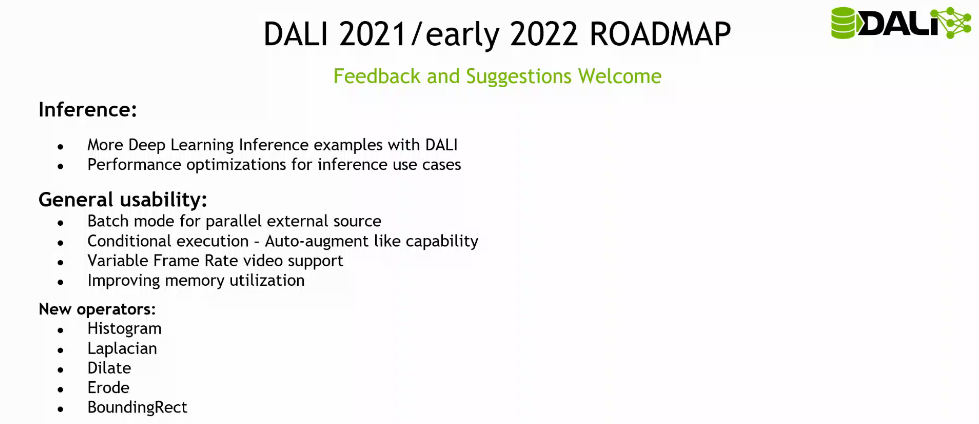 DALI 2021/early 2022 ROADMAP
DALI
Feedback and Suggestions Welcome
Inference:
• More Deep Learning Inference examples with DALI
• Performance optimizations for inference use cases
General usability:
• Batch mode for parallel external source
• Conditional execution – Auto-augment like capability
• Variable Frame Rate video support
• Improving memory utilization
New operators:
• Histogram
• Laplacian
• Dilate
• Erode
• BoundingRect